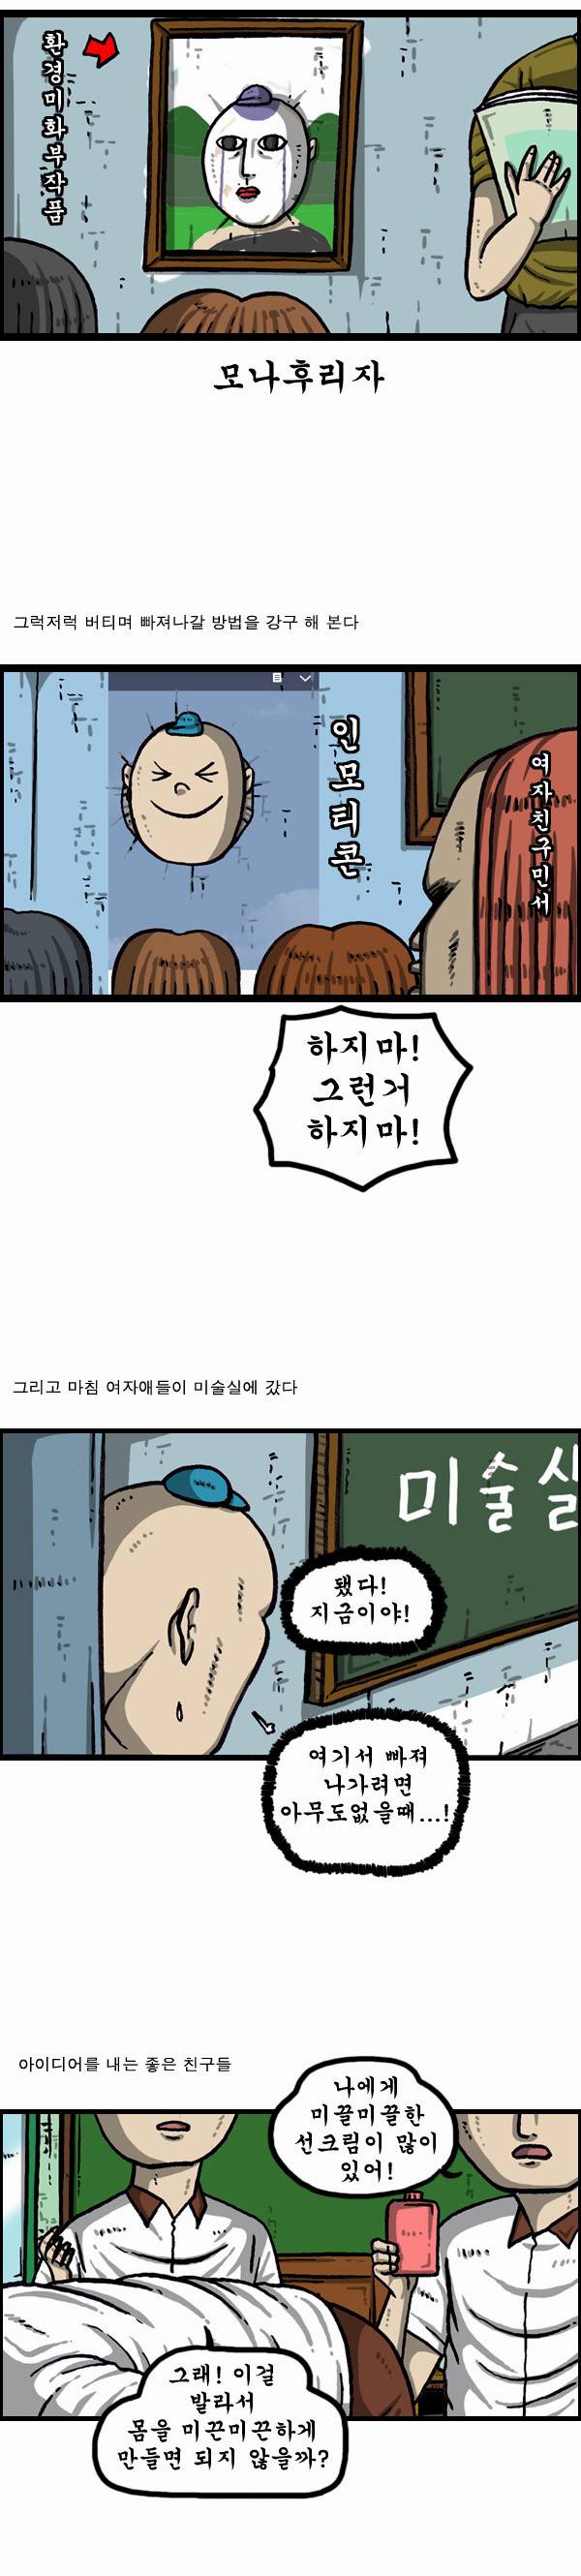 환경미화부작품
모나후리자
그럭저럭 버티며 빠져나갈 방법을 강구 해 본다
인모리콘
여자친구민서
하지마!
그런거
하지마!
그리고 마침 여자애들이 미술실에 갔다
미술실
됐다!
지금이야!
여기서 빠져
나가려면
아무도없을때...!
아이디어를 내는 좋은 친구들
나에게
미끌미끌한
선크림이 많이
있어!
그래! 이걸
발라서
몸을 미끈미끈하게
만들면 되지 않을까?